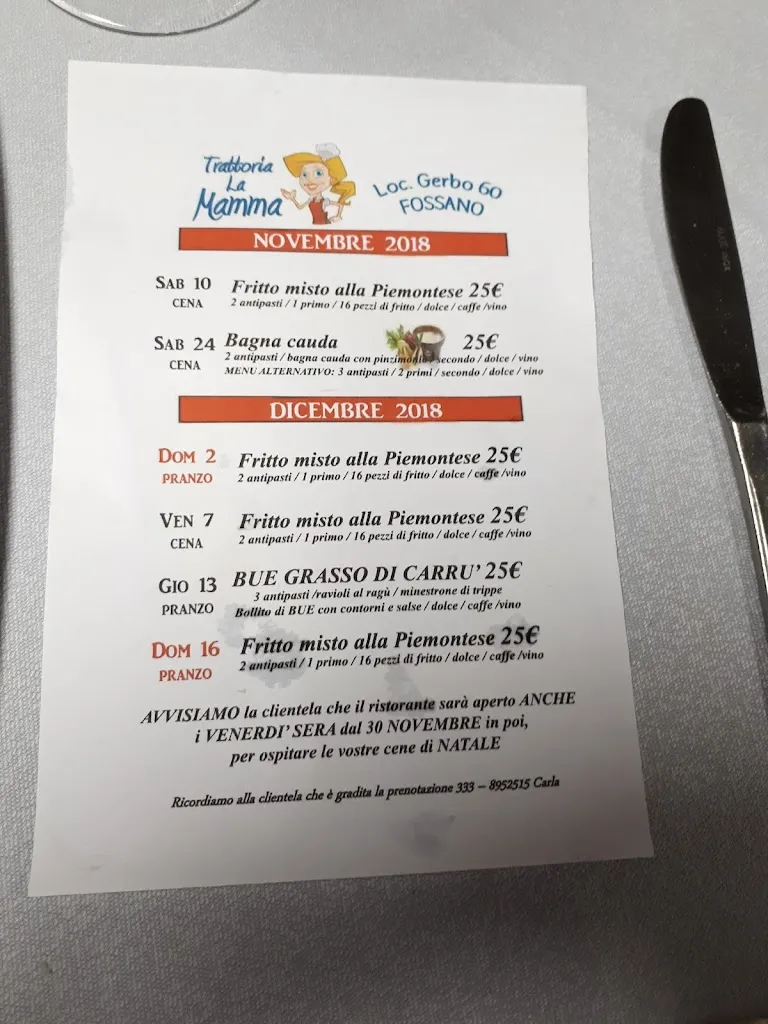 Trattoria
La
Mamma
Loc. Gerbo 60
FOSSANO
NOVEMBRE 2018
SAB 10 Fritto misto alla Piemontese 25€
CENA 2 antipasti / 1 primo / 16 pezzi di fritto / dolce / caffe /vino
SAB 24 Bagna cauda 25€
CENA 2 antipasti / bagna cauda con pinzimonio / secondo / dolce / vino
MENU ALTERNATIVO: 3 antipasti / 2 primi / secondo / dolce / vino
DICEMBRE 2018
DOM 2 Fritto misto alla Piemontese 25€
PRANZO 2 antipasti / 1 primo / 16 pezzi di fritto / dolce / caffe /vino
VEN 7 Fritto misto alla Piemontese 25€
CENA 2 antipasti / 1 primo / 16 pezzi di fritto / dolce / caffe /vino
GIO 13 BUE GRASSO DI CARRU' 25€
PRANZO 3 antipasti /ravioli al ragù / minestrone di trippe
Bollito di BUE con contorni e salse / dolce / caffe /vino
DOM 16 Fritto misto alla Piemontese 25€
PRANZO 2 antipasti / 1 primo / 16 pezzi di fritto / dolce / caffe /vino
AVVISIAMO la clientela che il ristorante sarà aperto ANCHE
i VENERDI' SERA dal 30 NOVEMBRE in poi,
per ospitare le vostre cene di NATALE
Ricordiamo alla clientela che è gradita la prenotazione 333 – 8952515 Carla